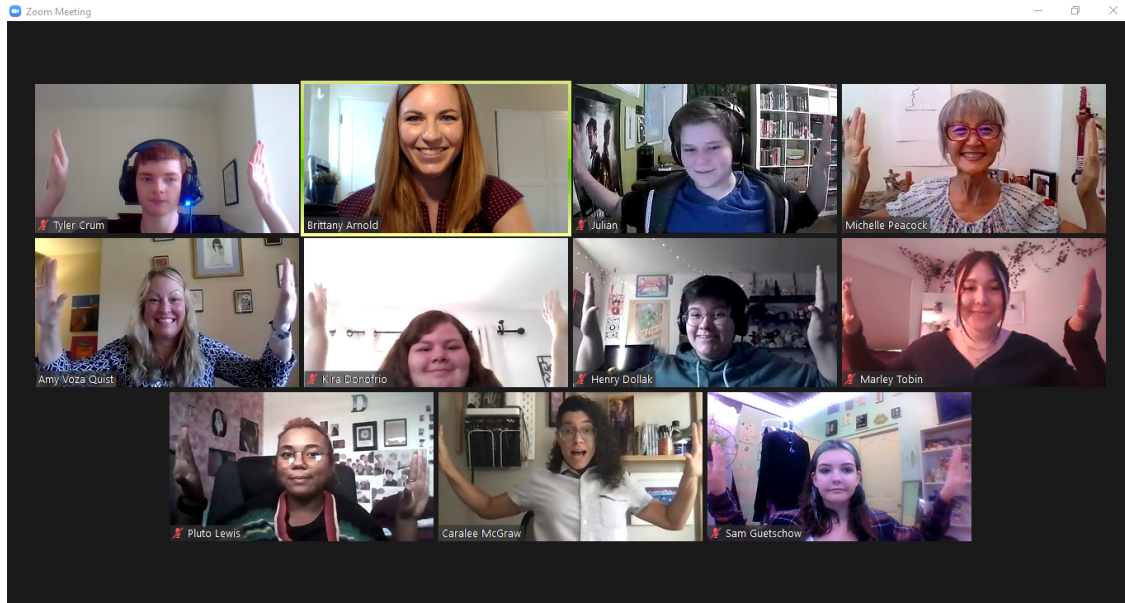 Zoom Meeting
Tyler Crum
Brittany Arnold
Julian
Michelle Peacock
Amy Voza Quist
Kira Donofrio
Henry Dollak
Marley Tobin
D
Pluto Lewis
Caralee McGraw
Sam Guetschow